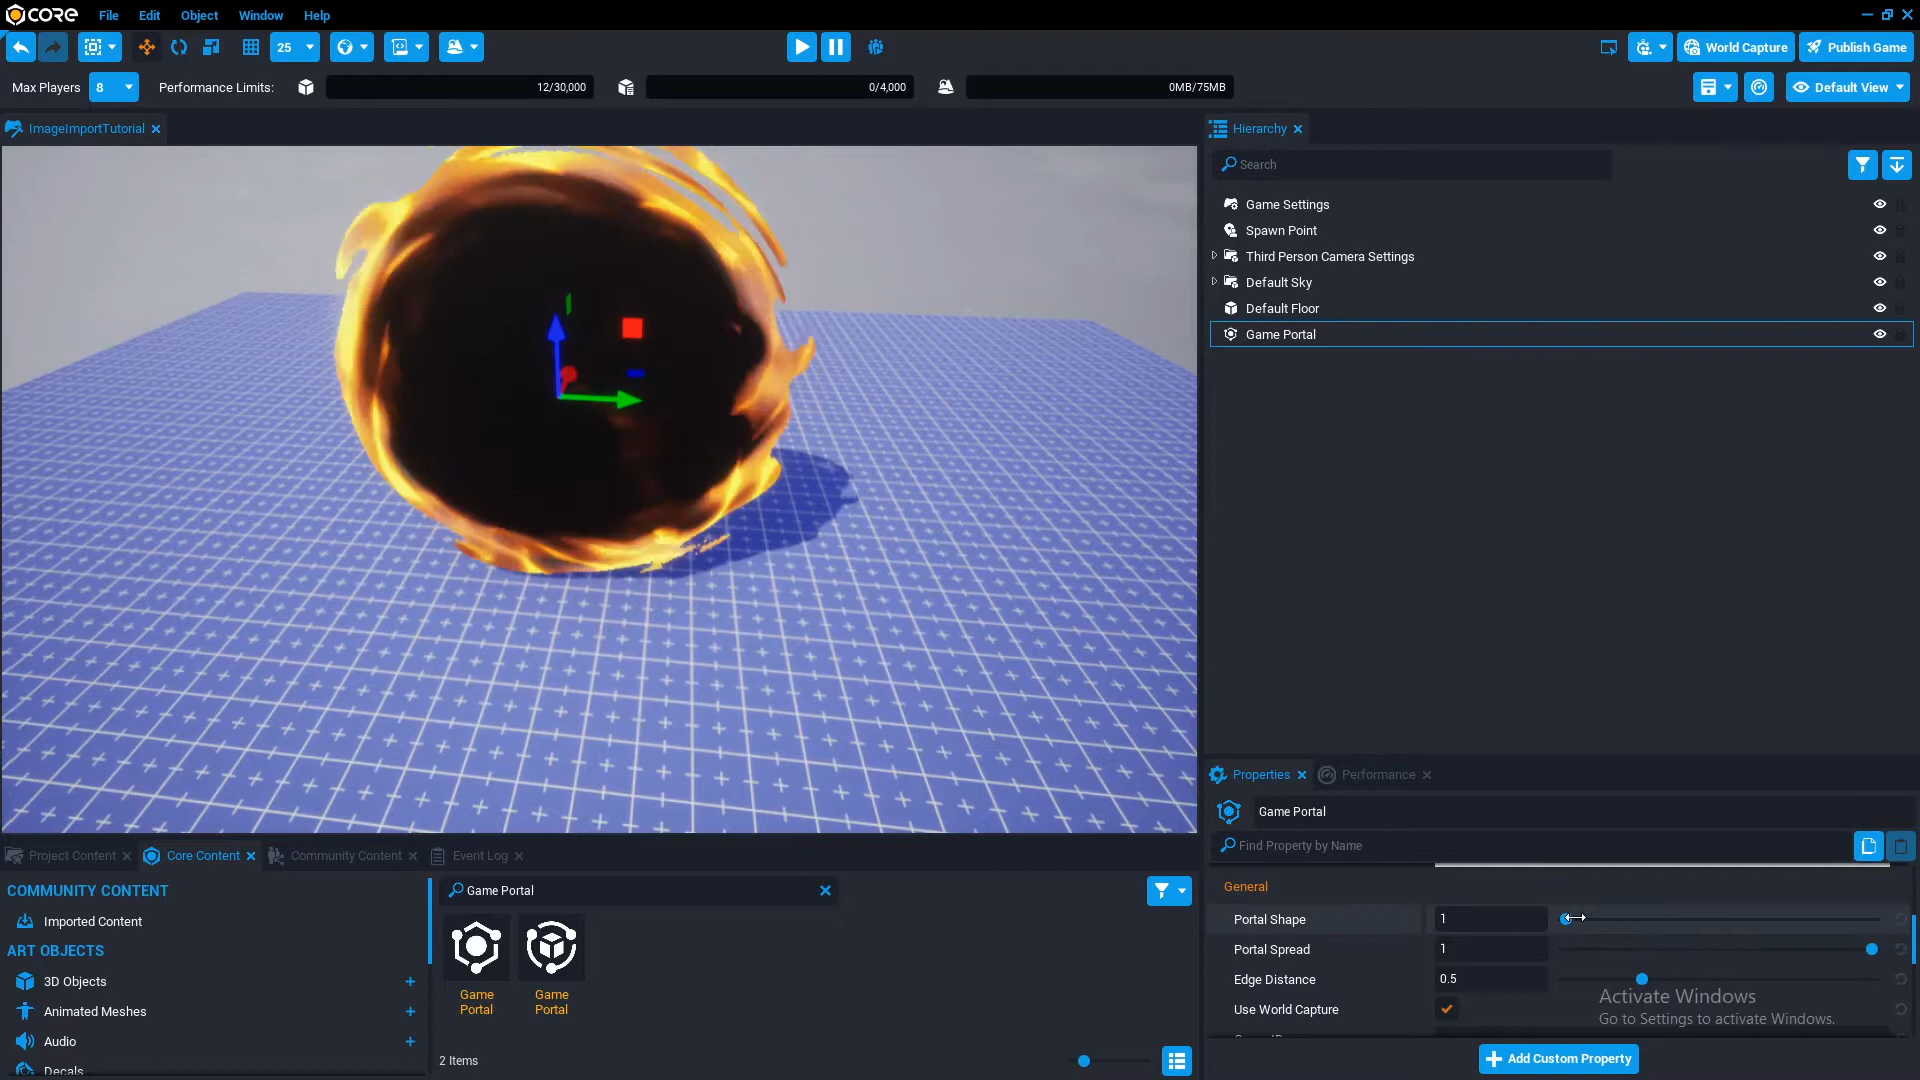 CORE File Edit Object Window Help
25 World Capture Publish Game
Max Players 8 Performance Limits: 12/30,000 0/4,000 0MB/75MB Default View
ImageImportTutorial
Hierarchy
Search
Game Settings
Spawn Point
Third Person Camera Settings
Default Sky
Default Floor
Game Portal
Properties Performance
Game Portal
Find Property by Name
General
Portal Shape 1
Portal Spread 1
Edge Distance 0.5
Use World Capture
Activate Windows
Go to Settings to activate Windows.
Add Custom Property
Project Content Core Content Community Content Event Log
COMMUNITY CONTENT
Imported Content
ART OBJECTS
3D Objects
Animated Meshes
Audio
Decals
Game Portal
Game Portal
Game Portal
2 Items